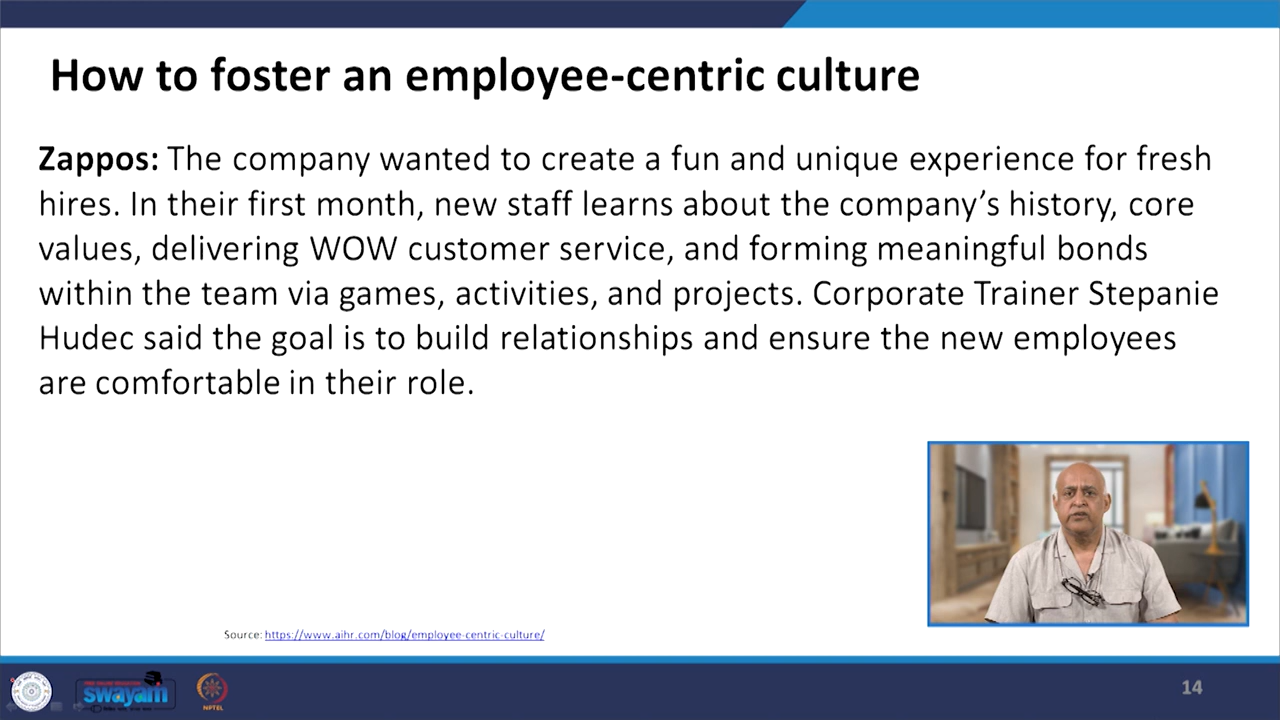 How to foster an employee-centric culture
Zappos: The company wanted to create a fun and unique experience for fresh
hires. In their first month, new staff learns about the company’s history, core
values, delivering WOW customer service, and forming meaningful bonds
within the team via games, activities, and projects. Corporate Trainer Stepanie
Hudec said the goal is to build relationships and ensure the new employees
are comfortable in their role.
Source: https://www.aihr.com/blog/employee-centric-culture/
swayam
NPTEL
14